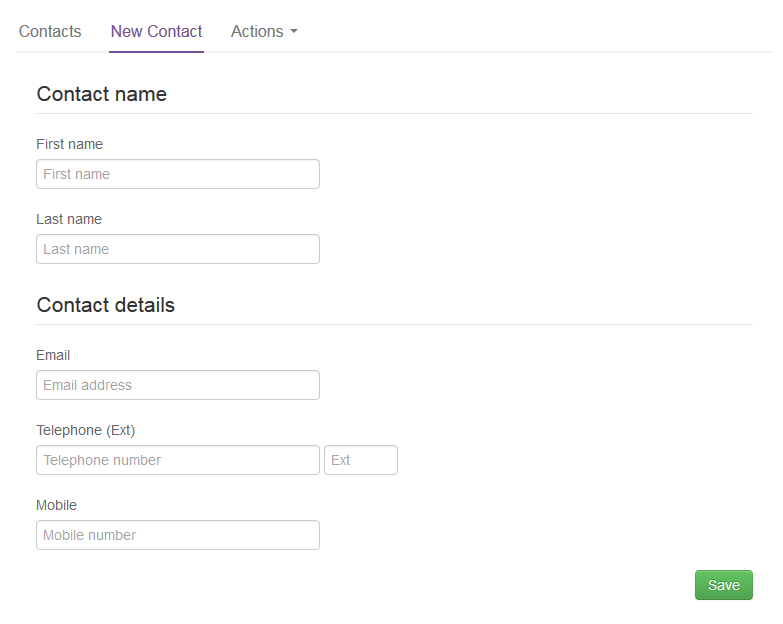 Contacts New Contact Actions
Contact name
First name
First name
Last name
Last name
Contact details
Email
Email address
Telephone (Ext)
Telephone number Ext
Mobile
Mobile number
Save